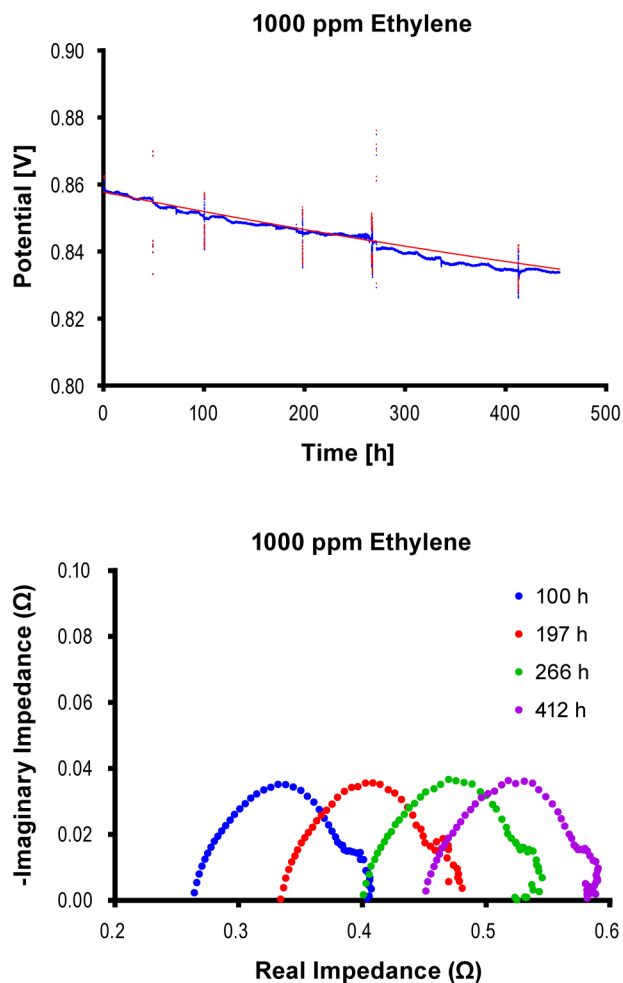 1000 ppm Ethylene
0.90
0.88
0.86
0.84
0.82
0.80
Potential [V]
0 100 200 300 400 500
Time [h]
1000 ppm Ethylene
0.10
0.08
0.06
0.04
0.02
0.00
-Imaginary Impedance (Ω)
100 h
197 h
266 h
412 h
0.2 0.3 0.4 0.5 0.6
Real Impedance (Ω)